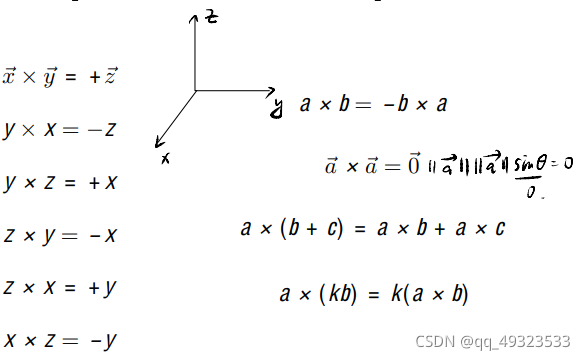 z
y
x
x⃗ × y⃗ = +z⃗
y × x = −z
y × z = +x
z × y = −x
z × x = +y
x × z = −y
a × b = −b × a
a⃗ × a⃗ = 0⃗ ||a⃗|| ||a⃗|| sinθ = 0
0.
a × (b + c) = a × b + a × c
a × (kb) = k(a × b)
CSDN @qq_49323533